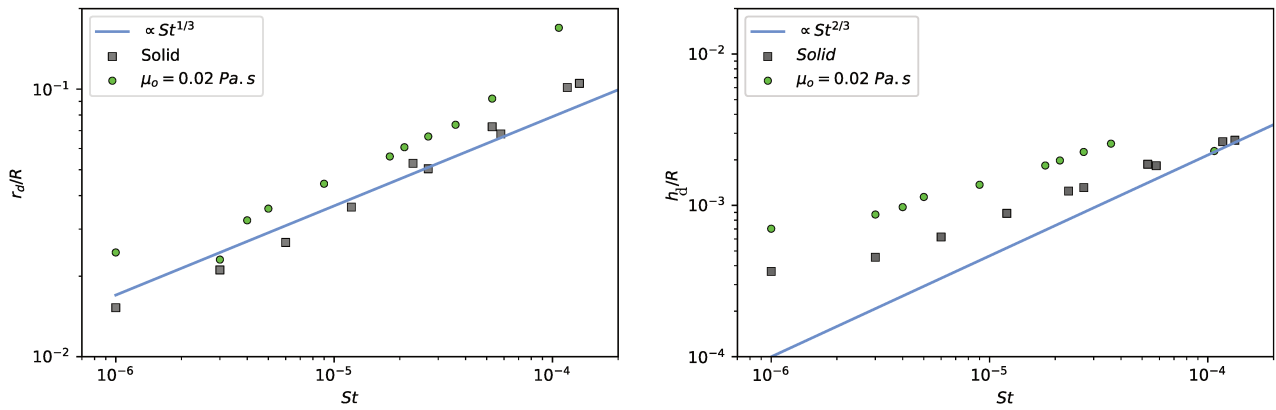 ∝ St^{1/3}
Solid
μ_o = 0.02 Pa.s
10^{-1}
10^{-2}
r_d/R
10^{-6}
10^{-5}
10^{-4}
St
∝ St^{2/3}
Solid
μ_o = 0.02 Pa.s
10^{-2}
10^{-3}
10^{-4}
h_d/R
10^{-6}
10^{-5}
10^{-4}
St